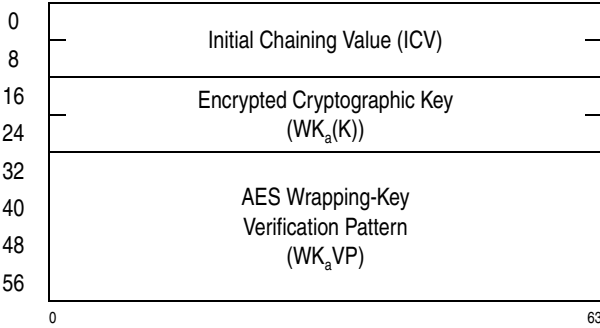 0
Initial Chaining Value (ICV)
8
16
Encrypted Cryptographic Key
24
(WKₐ(K))
32
AES Wrapping-Key
40
Verification Pattern
48
(WKₐVP)
56
0 63